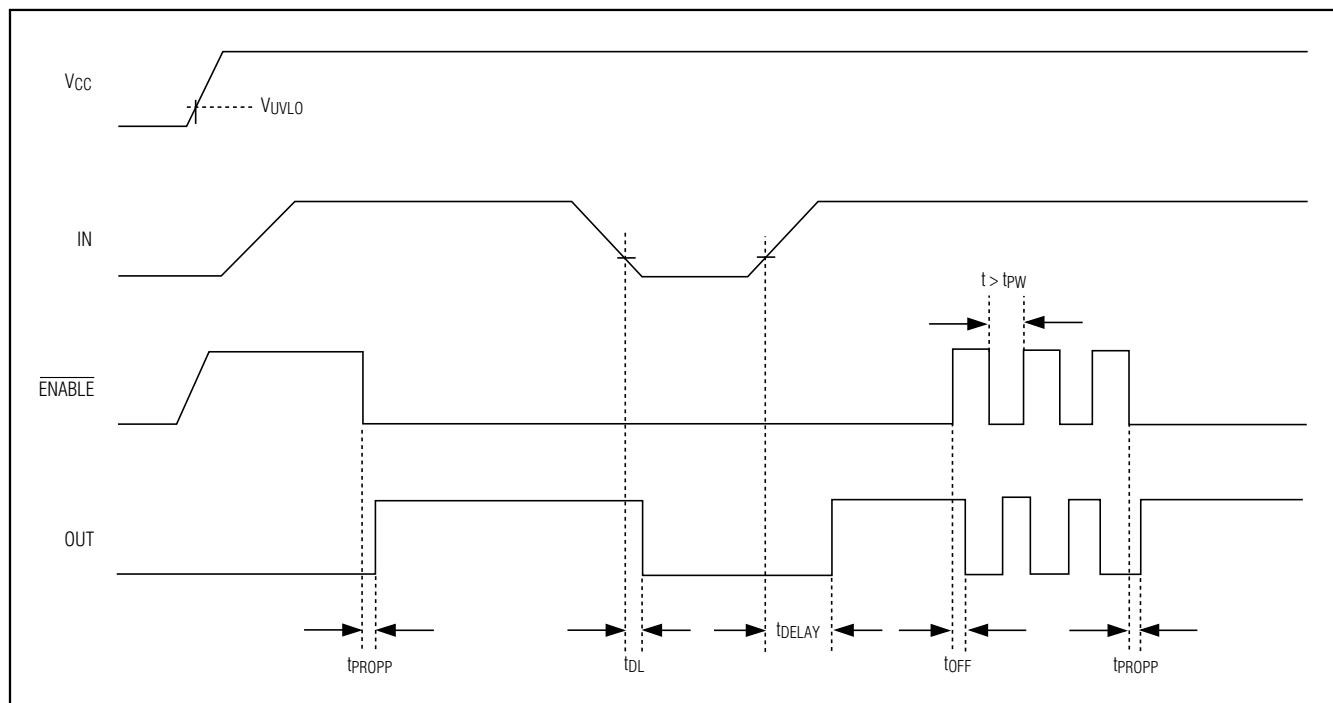 VCC
VUVLO
IN
t > tPW
ENABLE
OUT
tPROPP
tDL
tDELAY
tOFF
tPROPP